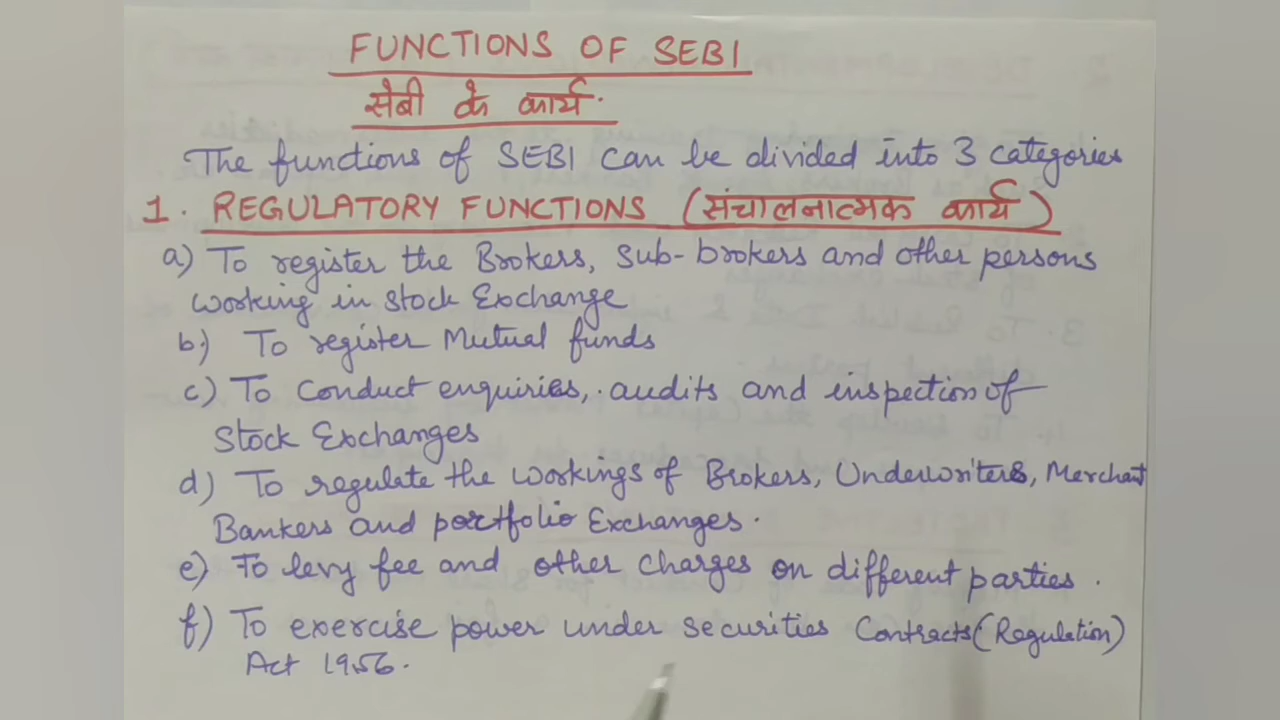 FUNCTIONS OF SEBI
सेबी के कार्य.
The functions of SEBI can be divided into 3 categories
1. REGULATORY FUNCTIONS (संचालनात्मक कार्य)
a) To register the Brokers, Sub-brokers and other persons
working in stock Exchange
b.) To register Mutual funds
c) To Conduct enquiries, audits and inspection of
Stock Exchanges
d) To regulate the workings of Brokers, Underwriters, Merchant
Bankers and portfolio Exchanges.
e) To levy fee and other charges on different parties.
f) To exercise power under securities Contracts (Regulation)
Act 1956.